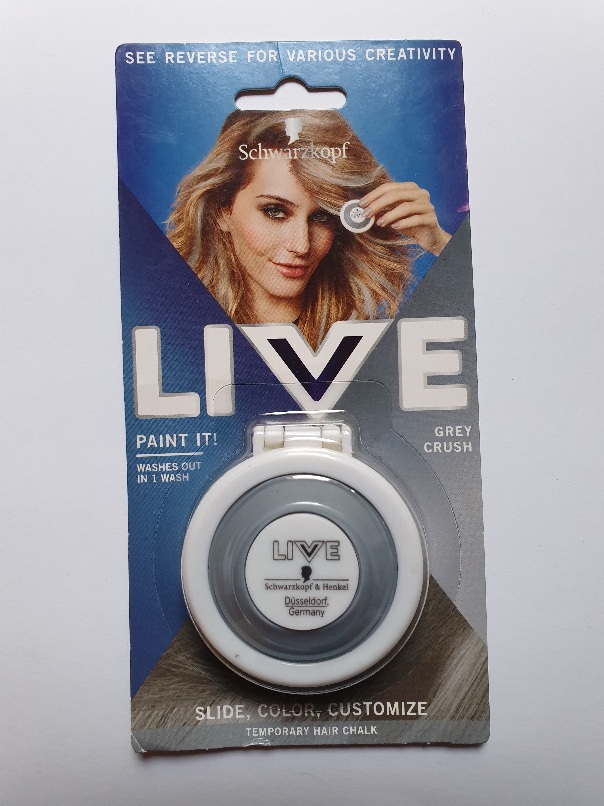 SEE REVERSE FOR VARIOUS CREATIVITY
Schwarzkopf
LIVE
PAINT IT!
WASHES OUT
IN 1 WASH
GREY
CRUSH
LIVE
Schwarzkopf & Henkel
Düsseldorf,
Germany
SLIDE, COLOR, CUSTOMIZE
TEMPORARY HAIR CHALK